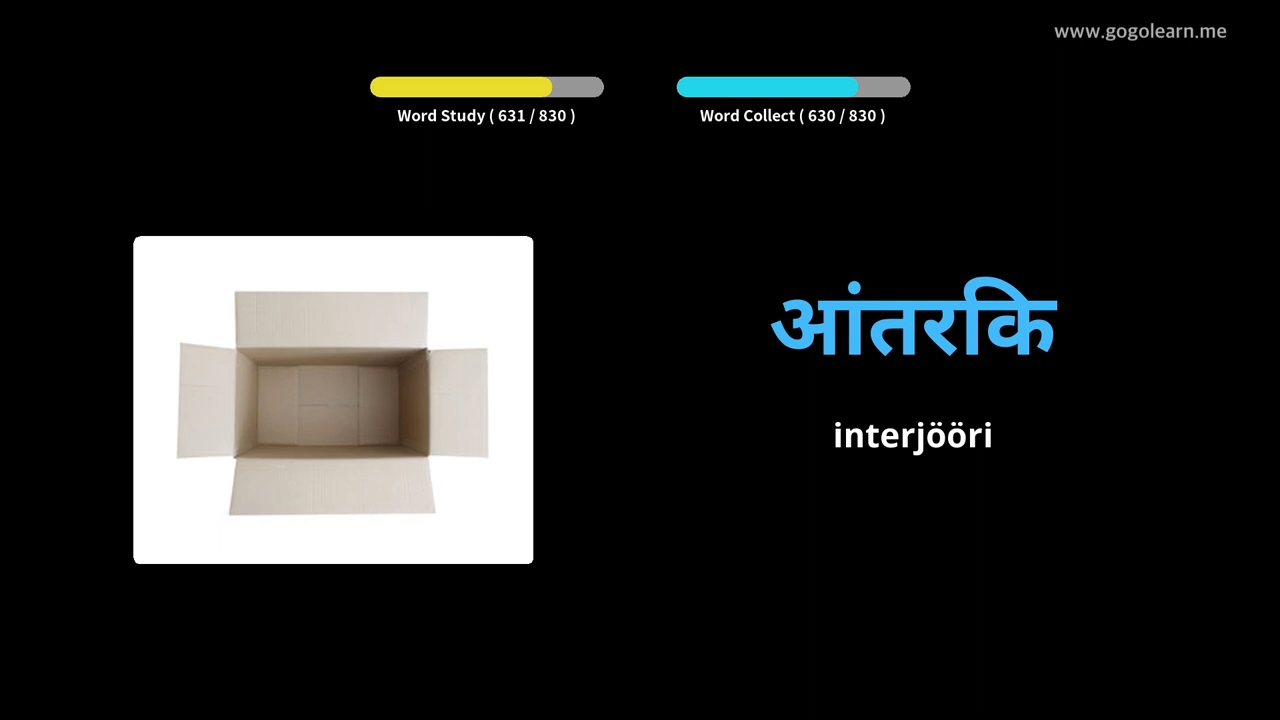 www.gogolearn.me
Word Study ( 631 / 830 )
Word Collect ( 630 / 830 )
आंतरकि
interjööri